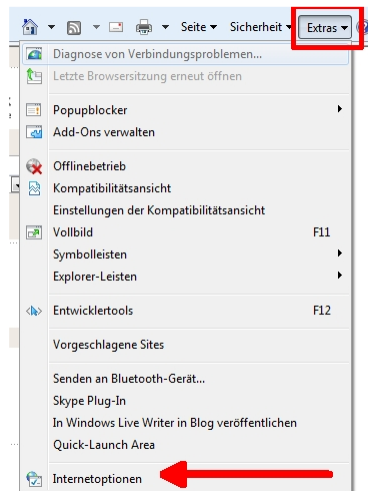 Seite Sicherheit Extras
Diagnose von Verbindungsproblemen...
Letzte Browsersitzung erneut öffnen
Popupblocker
Add-Ons verwalten
Offlinebetrieb
Kompatibilitätsansicht
Einstellungen der Kompatibilitätsansicht
Vollbild F11
Symbolleisten
Explorer-Leisten
Entwicklertools F12
Vorgeschlagene Sites
Senden an Bluetooth-Gerät...
Skype Plug-In
In Windows Live Writer in Blog veröffentlichen
Quick-Launch Area
Internetoptionen